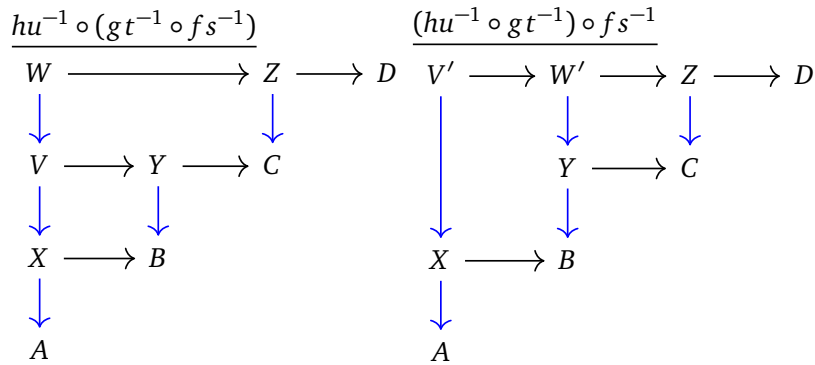 hu⁻¹ ∘ (gt⁻¹ ∘ fs⁻¹) (hu⁻¹ ∘ gt⁻¹) ∘ fs⁻¹
W Z D V′ W′ Z D
V Y C Y C
X B X B
A A